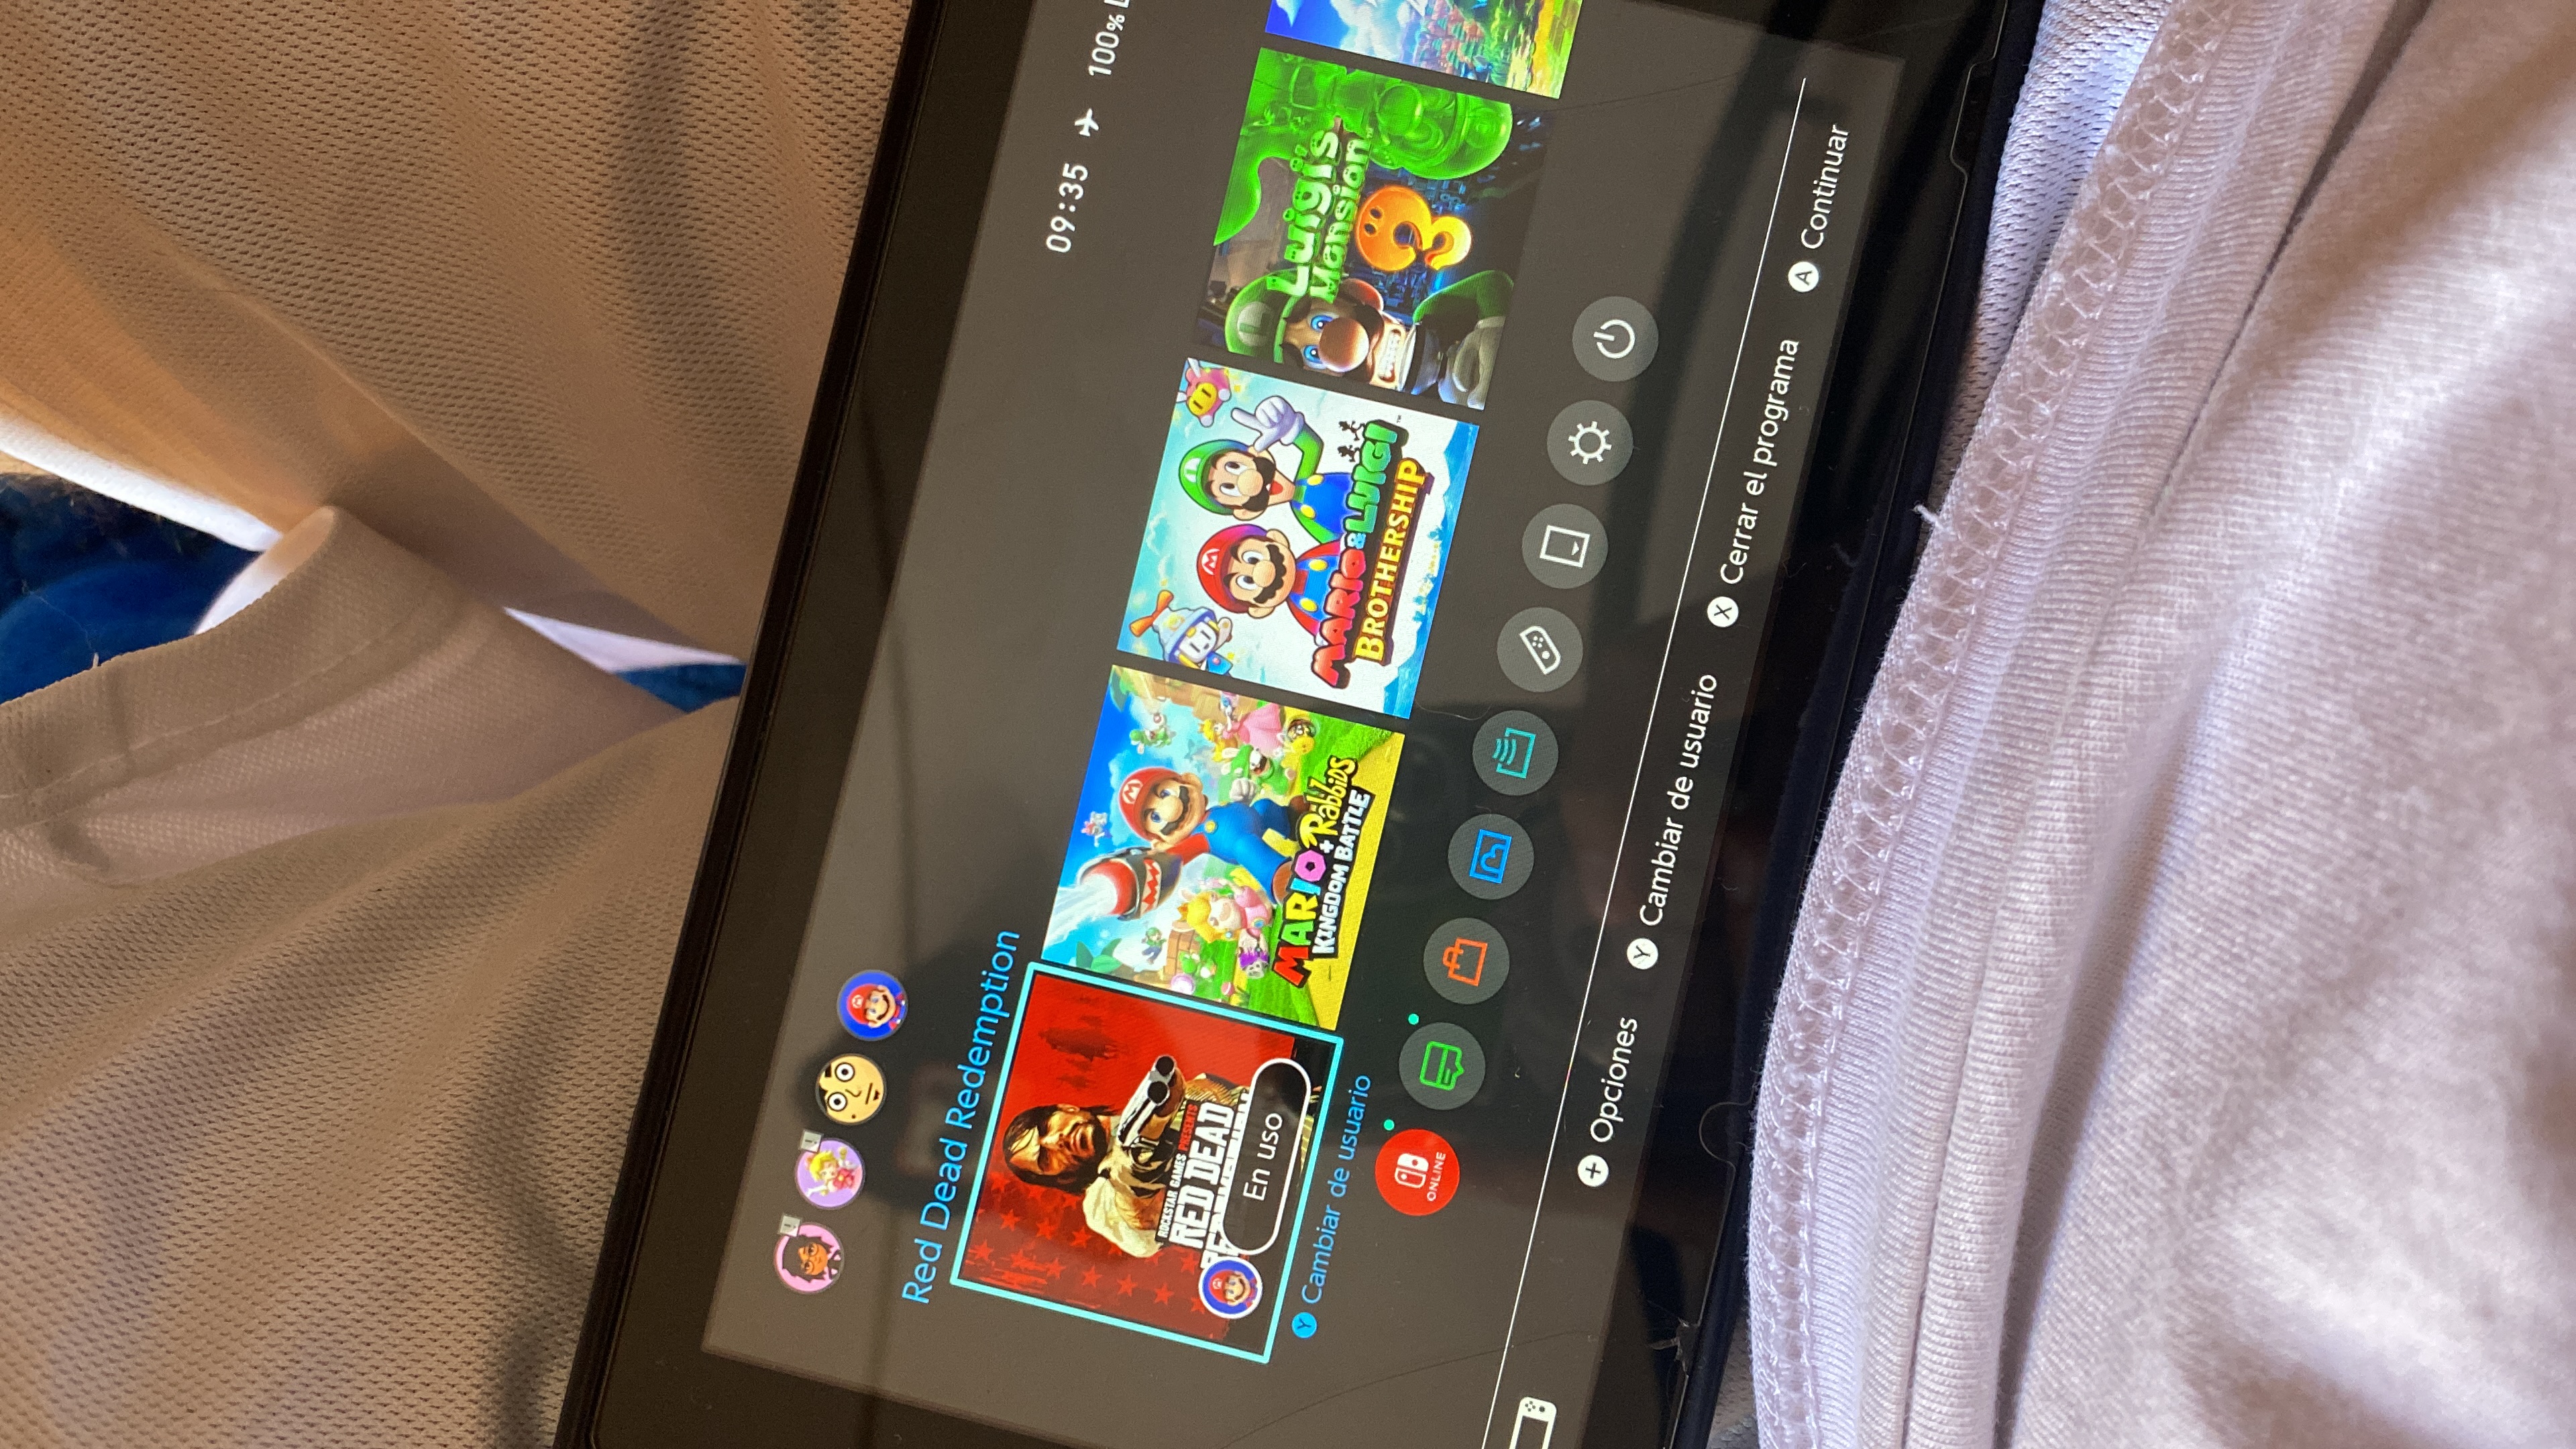 Red Dead Redemption
09:35
100%
ROCKSTAR GAMES PRESENTS
RED DEAD
En uso
MARIO + Rabbids
KINGDOM BATTLE
MARIO & LUIGI
BROTHERSHIP
Luigi's
Mansion
3
Y Cambiar de usuario
ONLINE
+ Opciones
Y Cambiar de usuario
X Cerrar el programa
A Continuar